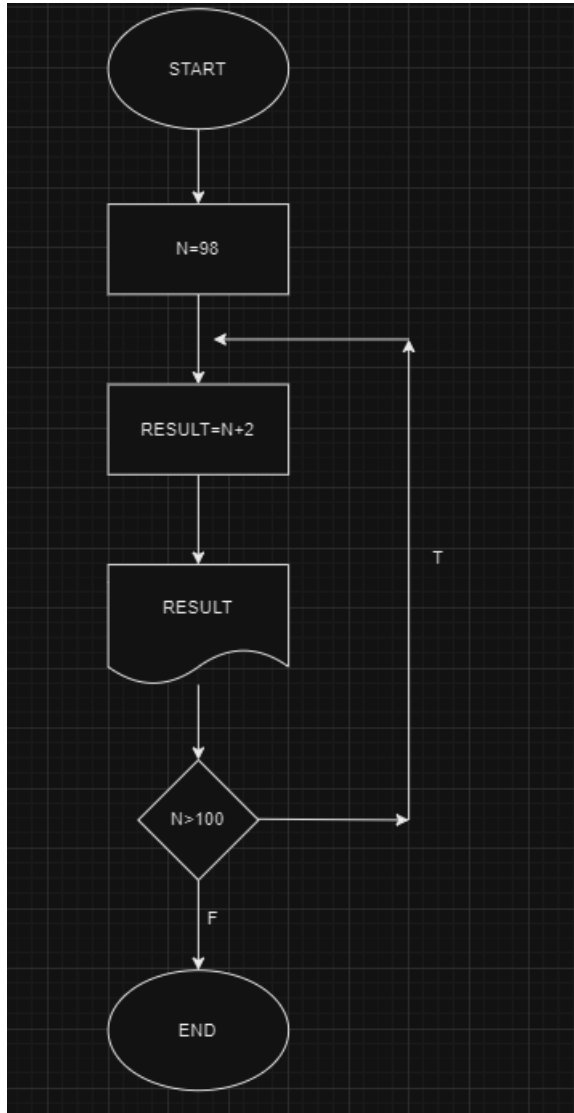 START
N=98
RESULT=N+2
T
RESULT
N>100
F
END